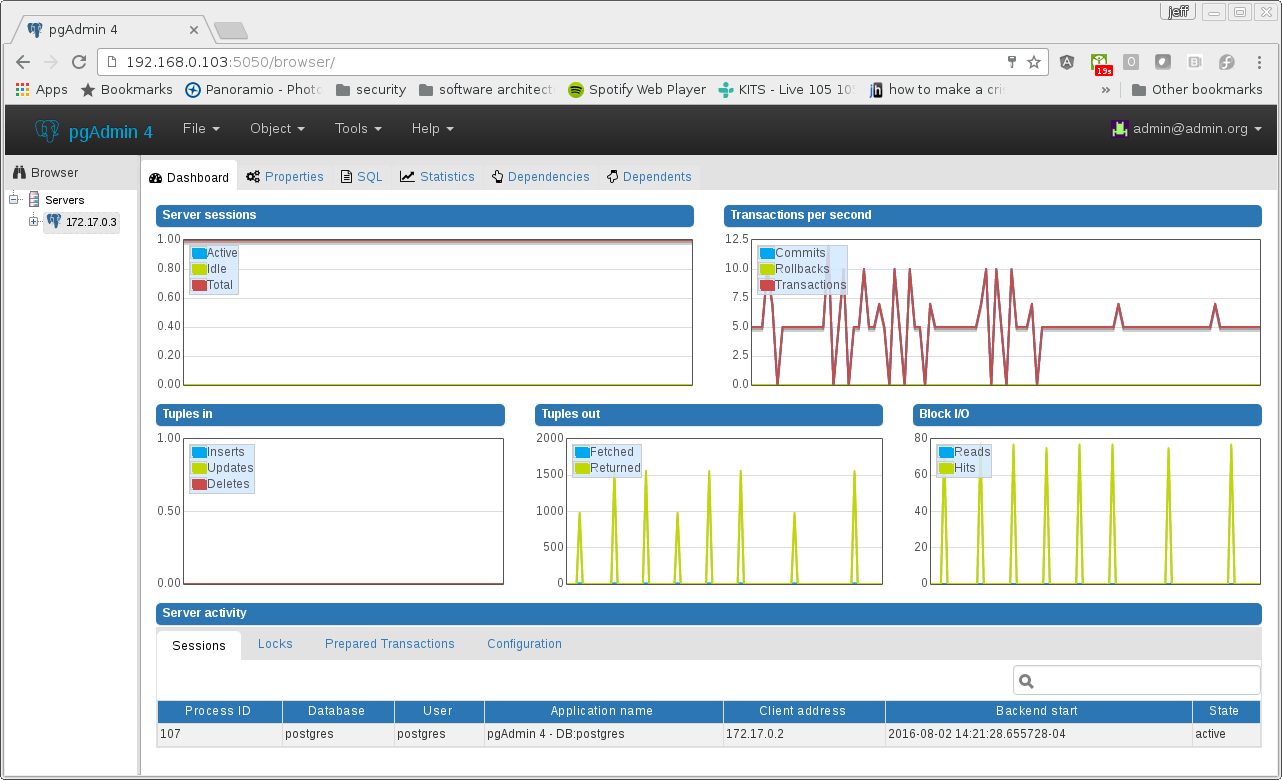 jeff
pgAdmin 4
192.168.0.103:5050/browser/
19s
Apps Bookmarks Panoramio - Photo security software architect Spotify Web Player KITS - Live 105 10 how to make a cri » Other bookmarks
pgAdmin 4 File Object Tools Help admin@admin.org
Browser
Servers
172.17.0.3
Dashboard Properties SQL Statistics Dependencies Dependents
Server sessions
1.00
0.80
0.60
0.40
0.20
0.00
Active
Idle
Total
Transactions per second
12.5
10.0
7.5
5.0
2.5
0.0
Commits
Rollbacks
Transactions
Tuples in
1.00
0.50
0.00
Inserts
Updates
Deletes
Tuples out
2000
1500
1000
500
0
Fetched
Returned
Block I/O
80
60
40
20
0
Reads
Hits
Server activity
Sessions Locks Prepared Transactions Configuration
Process ID Database User Application name Client address Backend start State
107 postgres postgres pgAdmin 4 - DB:postgres 172.17.0.2 2016-08-02 14:21:28.655728-04 active